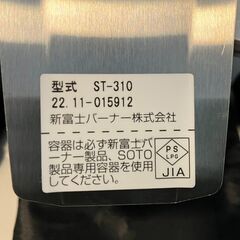 型式 ST-310
22.11-015912
新富士バーナー株式会社
容器は必ず新富士バ
ーナー製品、SOTO
製品専用容器を使用
してください。
PS
LPG
JIA